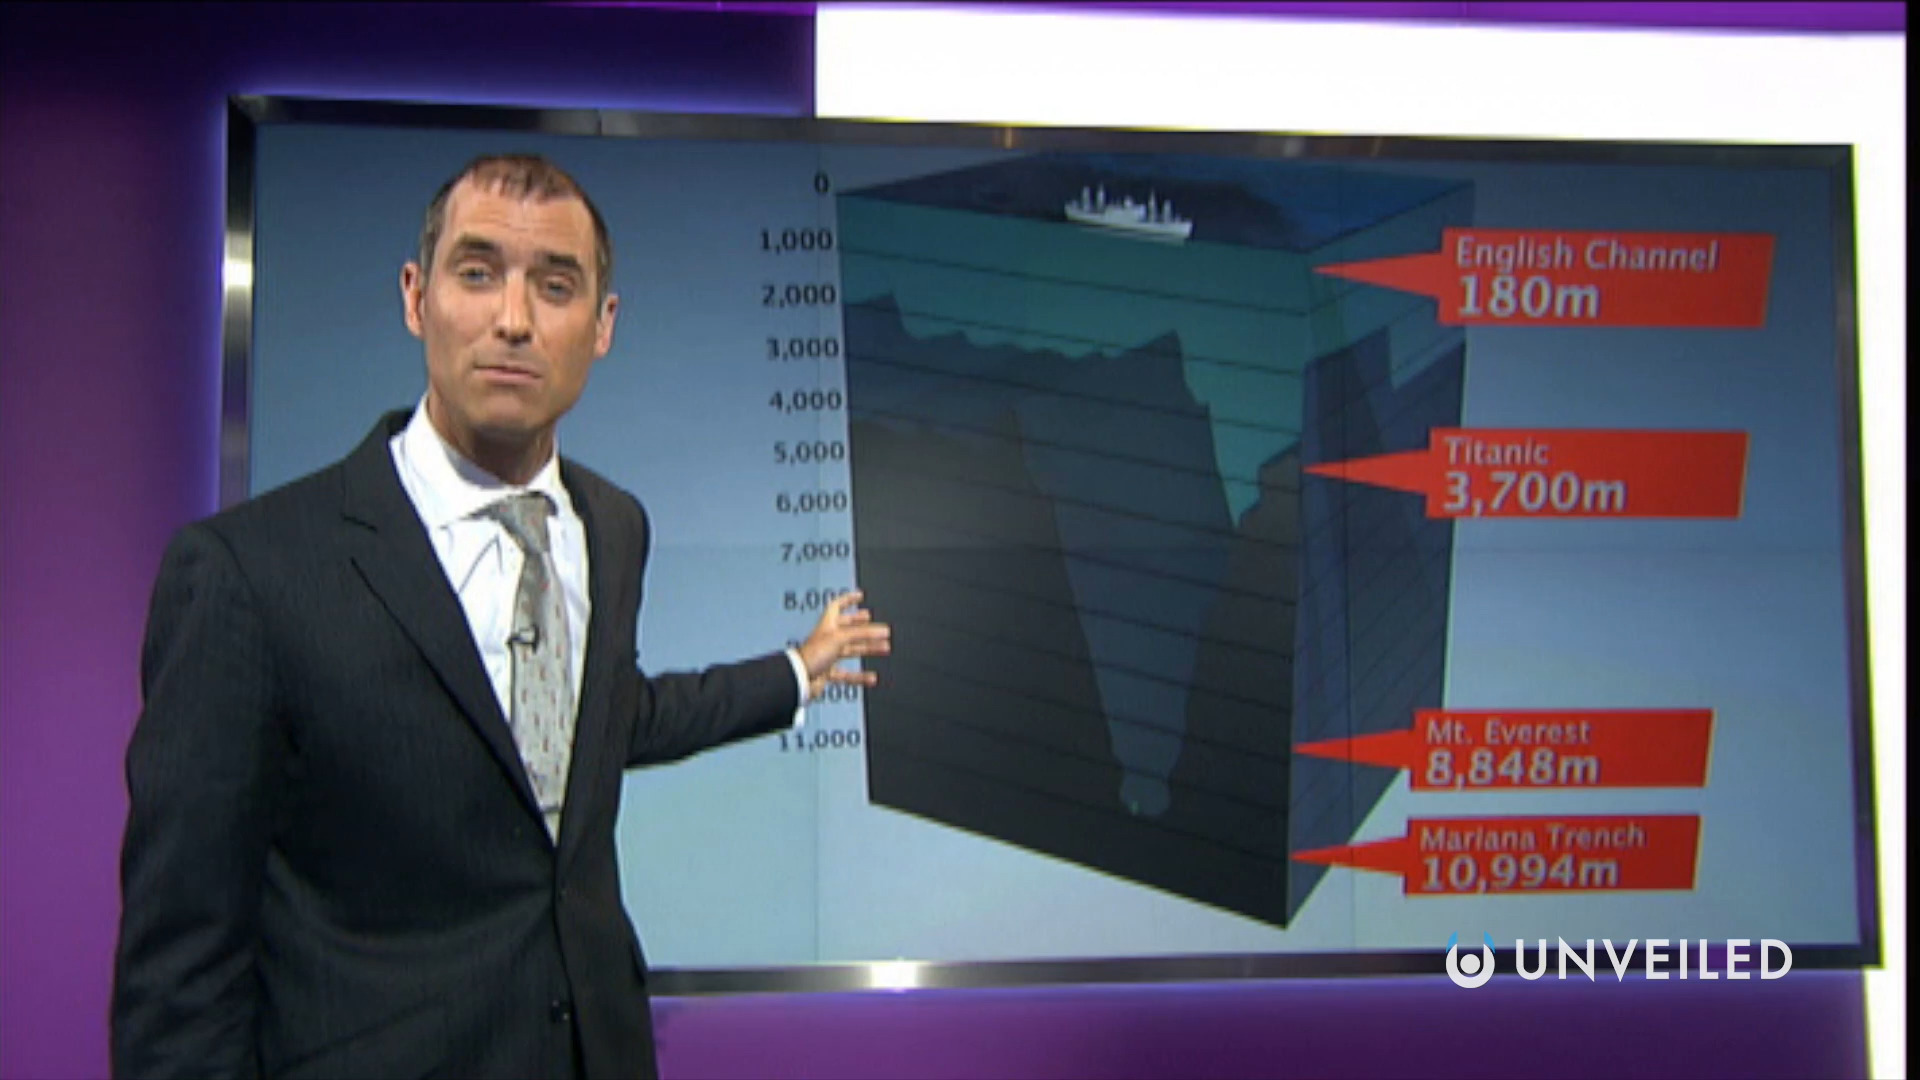 0
1,000
2,000
3,000
4,000
5,000
6,000
7,000
11,000
English Channel
180m
Titanic
3,700m
Mt. Everest
8,848m
Mariana Trench
10,994m
UNVEILED